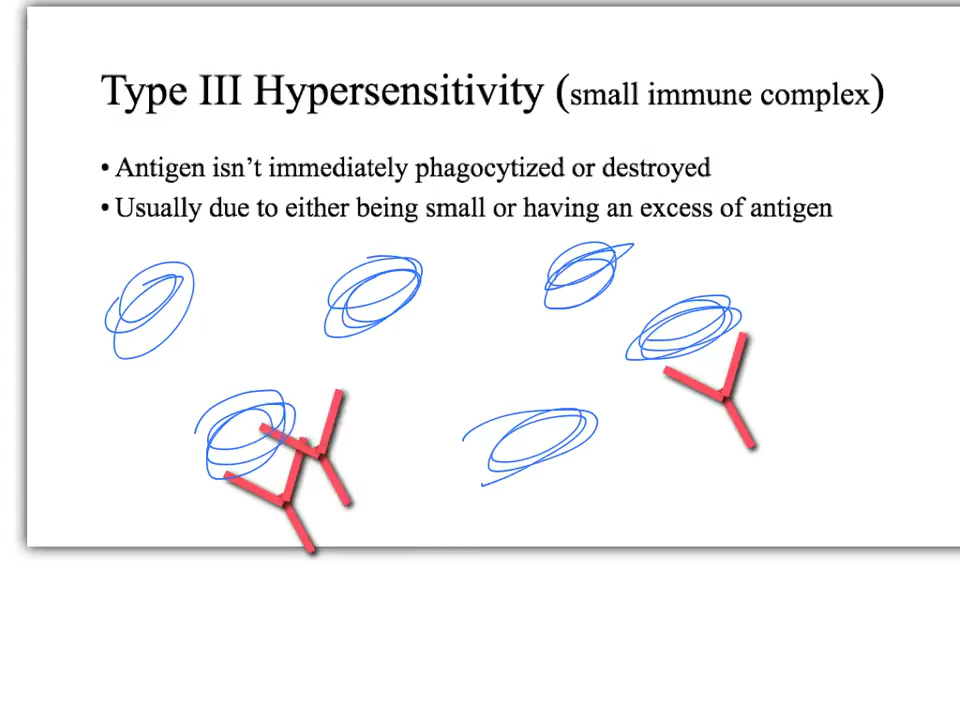 Type III Hypersensitivity (small immune complex)
• Antigen isn’t immediately phagocytized or destroyed
• Usually due to either being small or having an excess of antigen